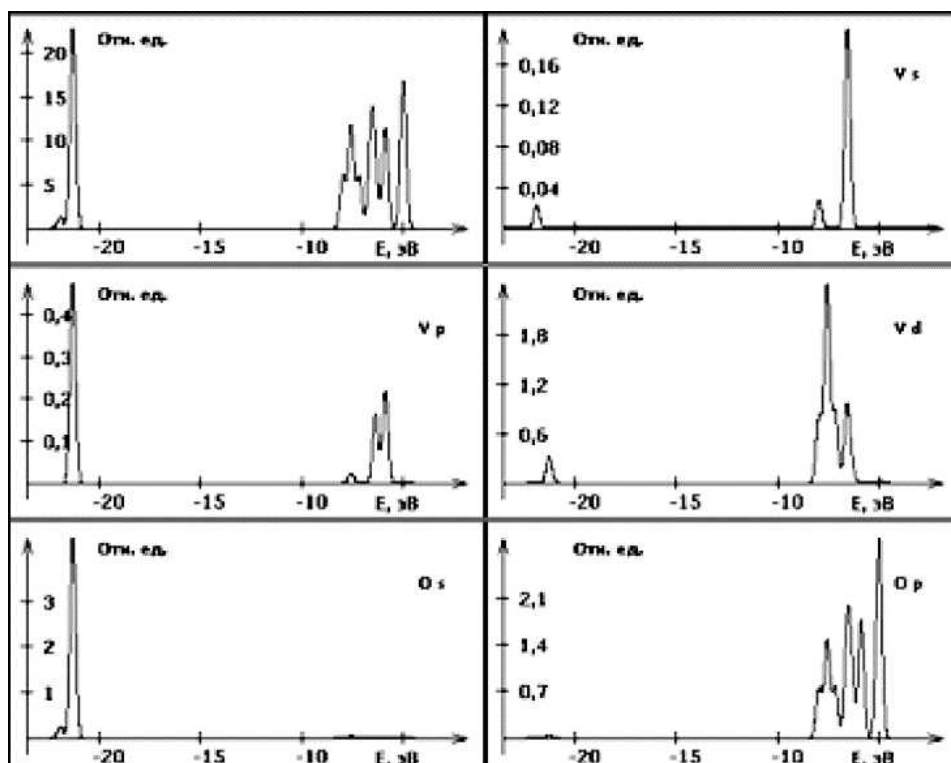 Отн. ед.
20
15
10
5
-20
-15
-10
E, эВ
Отн. ед.
V s
0,16
0,12
0,08
0,04
-20
-15
-10
E, эВ
Отн. ед.
V p
0,4
0,3
0,2
0,1
-20
-15
-10
E, эВ
Отн. ед.
V d
1,8
1,2
0,6
-20
-15
-10
E, эВ
Отн. ед.
O s
3
2
1
-20
-15
-10
E, эВ
Отн. ед.
O p
2,1
1,4
0,7
-20
-15
-10
E, эВ